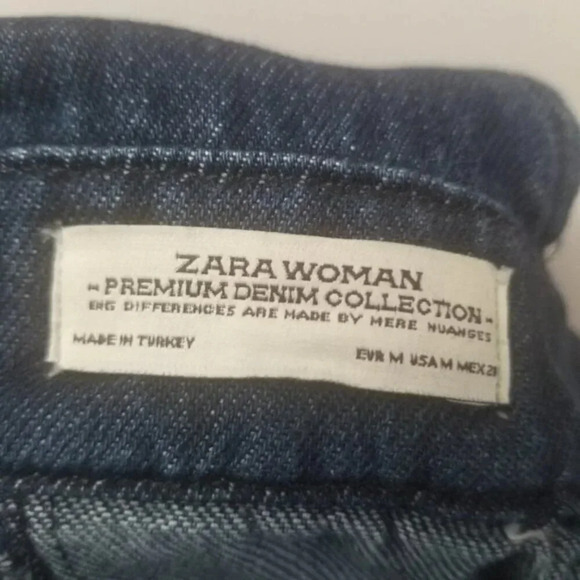 ZARA WOMAN
- PREMIUM DENIM COLLECTION -
BIG DIFFERENCES ARE MADE BY MERE NUANCES
MADE IN TURKEY
EUR M USA M MEX 28